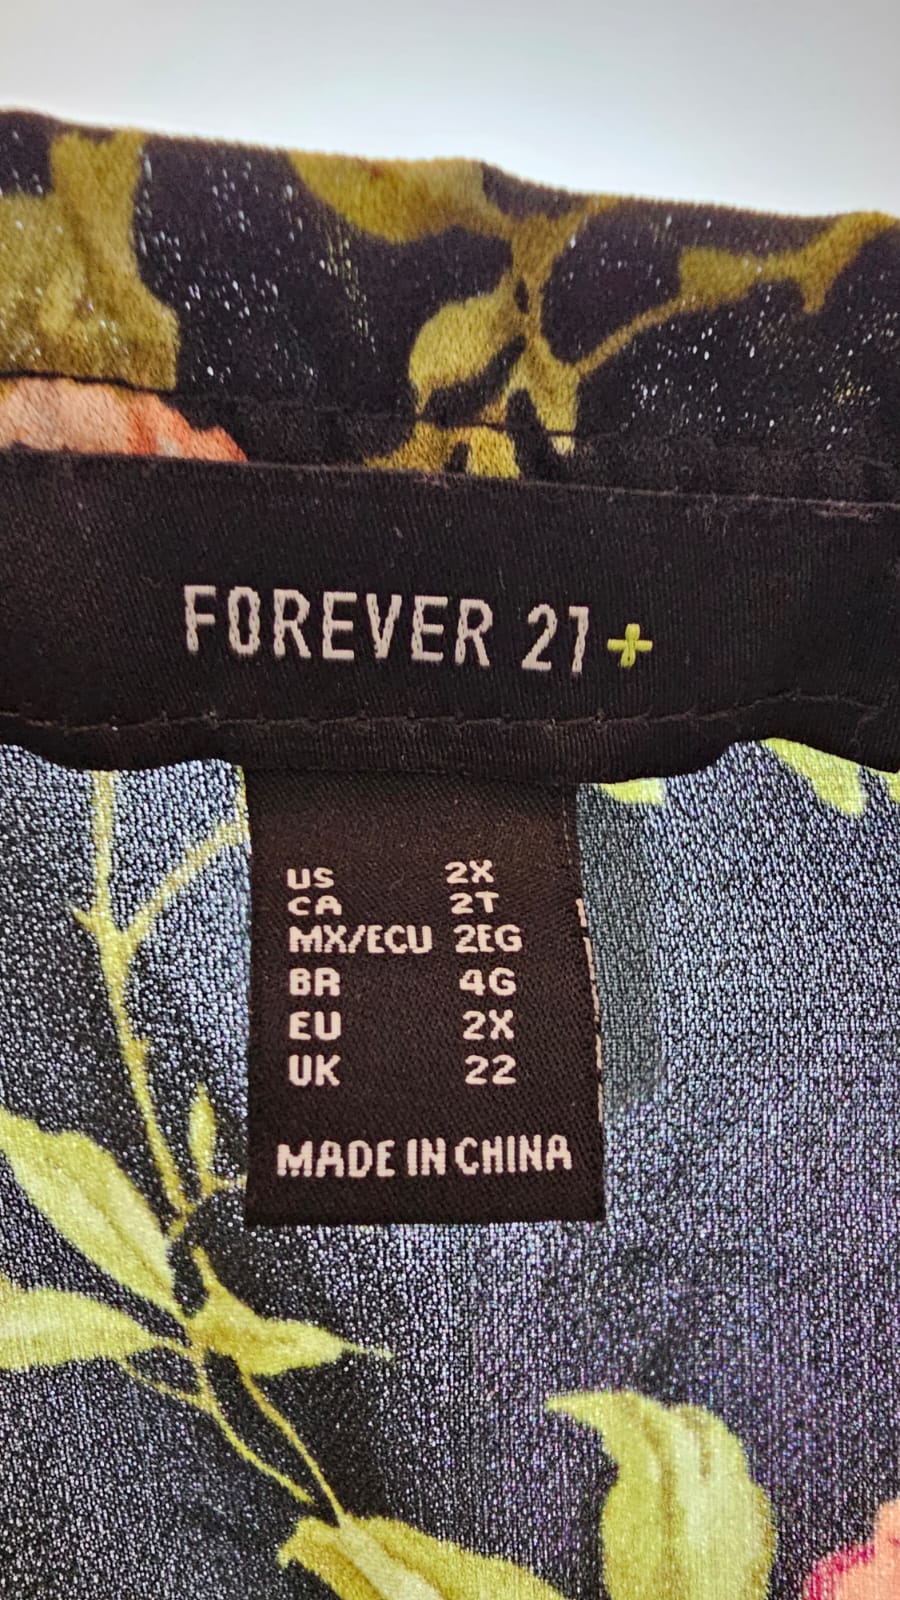 FOREVER 21+
US 2X
CA 2T
MX/ECU 2EG
BR 4G
EU 2X
UK 22
MADE IN CHINA